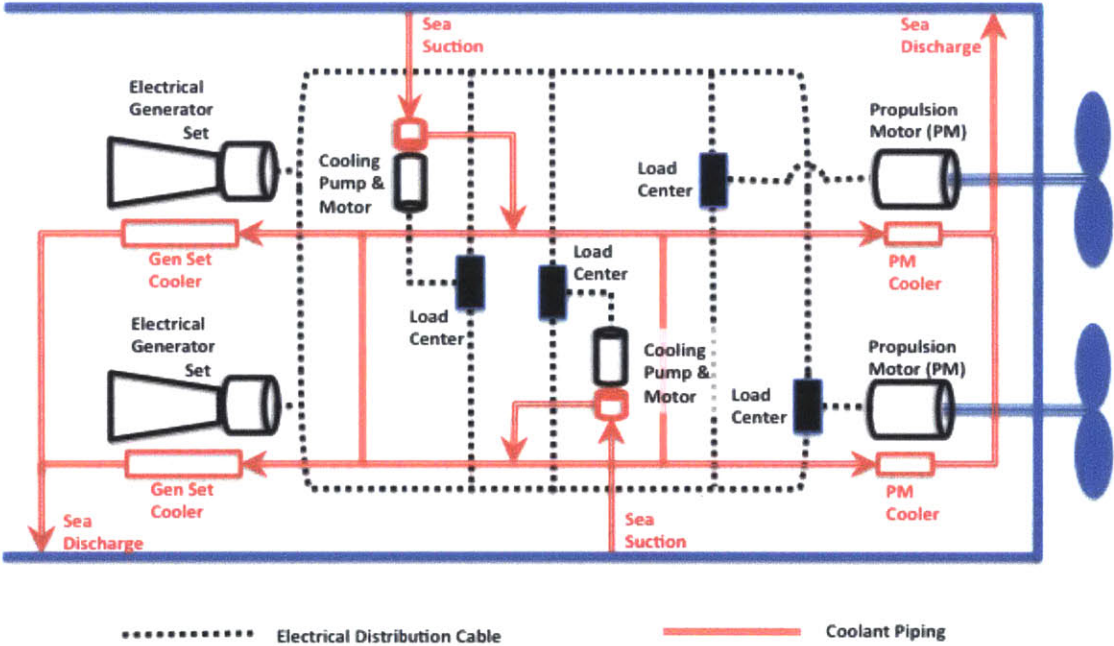 Sea
Suction
Sea
Discharge
Electrical
Generator
Set
Propulsion
Motor (PM)
Cooling
Pump &
Motor
Load
Center
Gen Set
Cooler
Load
Center
PM
Cooler
Load
Center
Electrical
Generator
Set
Cooling
Pump &
Motor
Propulsion
Motor (PM)
Load
Center
Gen Set
Cooler
PM
Cooler
Sea
Discharge
Sea
Suction
Electrical Distribution Cable
Coolant Piping